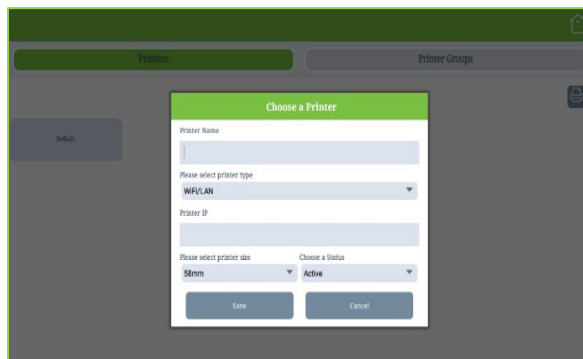 Printers
Printer Groups
Default
Choose a Printer
Printer Name
Please select printer type
WiFi/LAN
Printer IP
Please select printer size
Choose a Status
58mm
Active
Save
Cancel